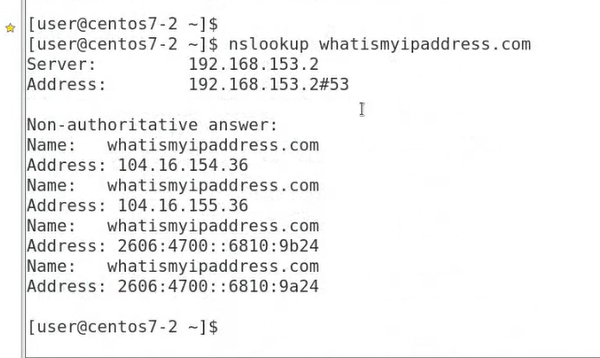 [user@centos7-2 ~]$
[user@centos7-2 ~]$ nslookup whatismyipaddress.com
Server:         192.168.153.2
Address:        192.168.153.2#53
Non-authoritative answer:
Name:   whatismyipaddress.com
Address: 104.16.154.36
Name:   whatismyipaddress.com
Address: 104.16.155.36
Name:   whatismyipaddress.com
Address: 2606:4700::6810:9b24
Name:   whatismyipaddress.com
Address: 2606:4700::6810:9a24
[user@centos7-2 ~]$